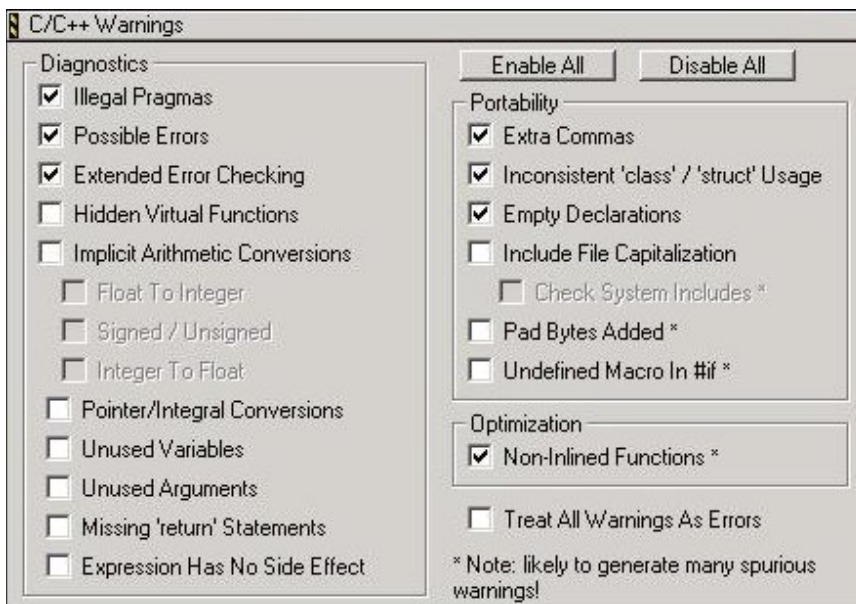 C/C++ Warnings
Diagnostics
Illegal Pragmas
Possible Errors
Extended Error Checking
Hidden Virtual Functions
Implicit Arithmetic Conversions
Float To Integer
Signed / Unsigned
Integer To Float
Pointer/Integral Conversions
Unused Variables
Unused Arguments
Missing 'return' Statements
Expression Has No Side Effect
Enable All
Disable All
Portability
Extra Commas
Inconsistent 'class' / 'struct' Usage
Empty Declarations
Include File Capitalization
Check System Includes *
Pad Bytes Added *
Undefined Macro In #if *
Optimization
Non-Inlined Functions *
Treat All Warnings As Errors
* Note: likely to generate many spurious
warnings!